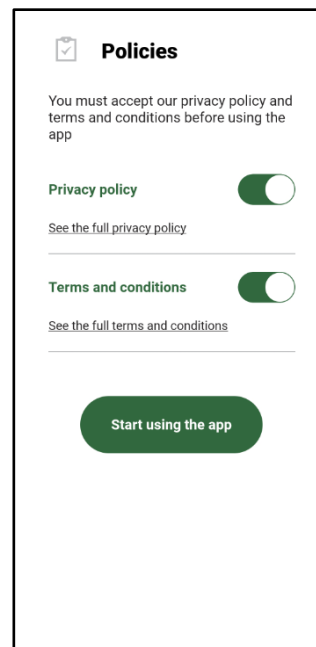 Policies
You must accept our privacy policy and
terms and conditions before using the
app
Privacy policy
See the full privacy policy
Terms and conditions
See the full terms and conditions
Start using the app